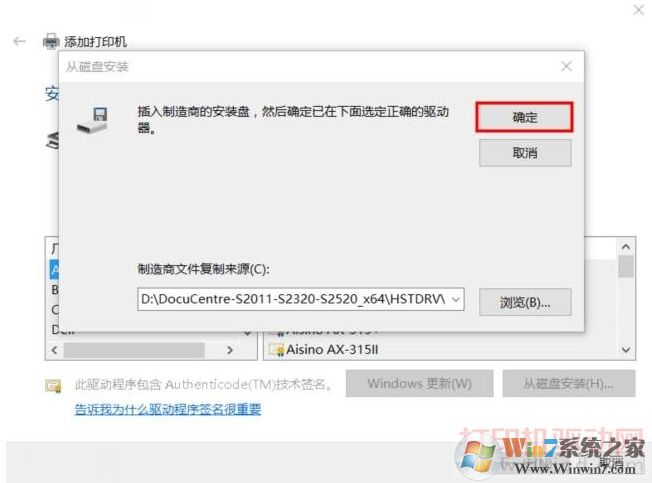 添加打印机
从磁盘安装
安
插入制造商的安装盘，然后确定已在下面选定正确的驱动
器。
确定
取消
制造商文件复制来源(C):
D:\DocuCentre-S2011-S2320-S2520_x64\HSTDRV\
浏览(B)...
厂
A
B
C
Dell
Aisino AX-315II
此驱动程序包含 Authenticode(TM)技术签名。
告诉我为什么驱动程序签名很重要
Windows 更新(W)
从磁盘安装(H)...
打印机驱动网
Win7系统之家
取消
www.Winwin7.com